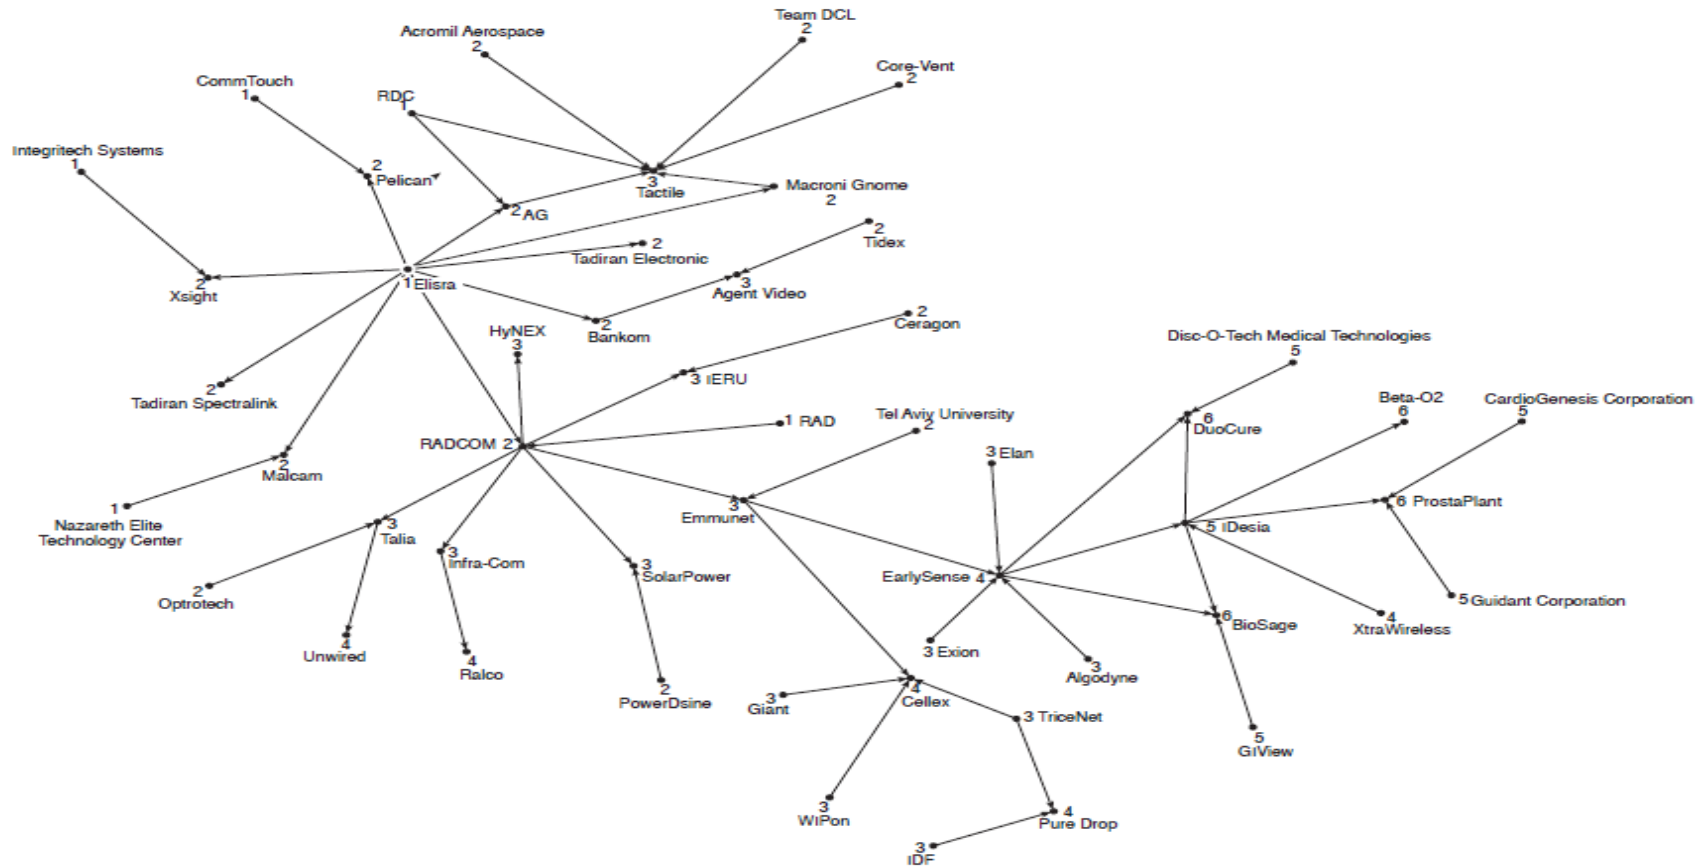 Team DCL
2
Acromil Aerospace
2
Core-Vent
2
CommTouch
1
RDC
1
Integritech Systems
1
2
Pelican
3
Tactile
Macroni Gnome
2
2 AG
2
Tidex
2
Tadiran Electronic
2
Xsight
1 Elisra
3
Agent Video
2
Bankom
2
Ceragon
HyNEX
3
Disc-O-Tech Medical Technologies
5
3 IERU
2
Tadiran Spectralink
Beta-O2
6
CardioGenesis Corporation
5
Tel Aviv University
2
1 RAD
6
DuoCure
RADCOM 2
3 Elan
2
Malcam
1
Nazareth Elite
Technology Center
3
Emmunet
6 ProstaPlant
3
Talia
5 IDesia
3
Infra-Com
3
SolarPower
EarlySense 4
2
Optrotech
5 Guidant Corporation
6
BioSage
4
XtraWireless
4
Unwired
4
Ralco
3 Exion
3
Algodyne
2
PowerDsine
3
Giant
4
Cellex
3 TriceNet
5
GIView
3
WiPon
4
Pure Drop
3
IDF